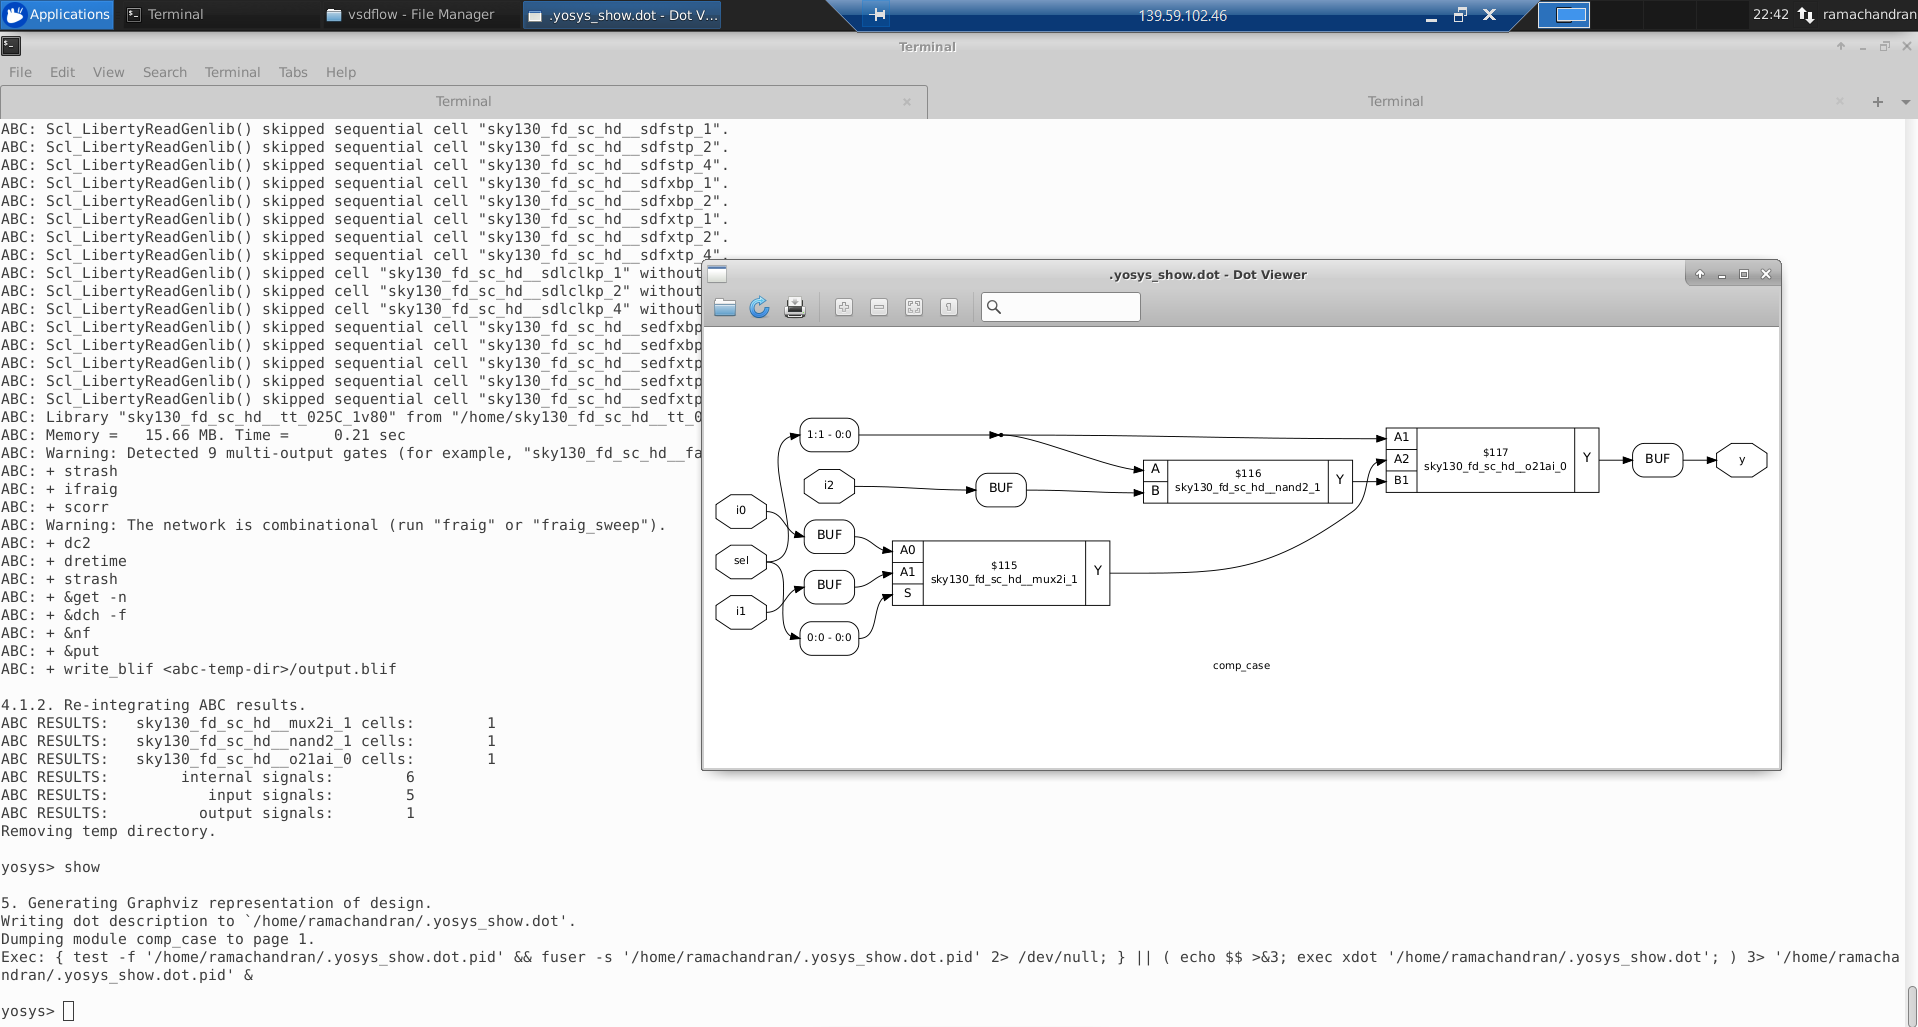 Applications
Terminal
vsdflow - File Manager
.yosys_show.dot - Dot V...
139.59.102.46
22:42
ramachandran
Terminal
File Edit View Search Terminal Tabs Help
Terminal
Terminal
ABC: Scl_LibertyReadGenlib() skipped sequential cell "sky130_fd_sc_hd__sdfstp_1".
ABC: Scl_LibertyReadGenlib() skipped sequential cell "sky130_fd_sc_hd__sdfstp_2".
ABC: Scl_LibertyReadGenlib() skipped sequential cell "sky130_fd_sc_hd__sdfstp_4".
ABC: Scl_LibertyReadGenlib() skipped sequential cell "sky130_fd_sc_hd__sdfxbp_1".
ABC: Scl_LibertyReadGenlib() skipped sequential cell "sky130_fd_sc_hd__sdfxbp_2".
ABC: Scl_LibertyReadGenlib() skipped sequential cell "sky130_fd_sc_hd__sdfxtp_1".
ABC: Scl_LibertyReadGenlib() skipped sequential cell "sky130_fd_sc_hd__sdfxtp_2".
ABC: Scl_LibertyReadGenlib() skipped sequential cell "sky130_fd_sc_hd__sdfxtp_4".
ABC: Scl_LibertyReadGenlib() skipped cell "sky130_fd_sc_hd__sdlclkp_1" without
ABC: Scl_LibertyReadGenlib() skipped cell "sky130_fd_sc_hd__sdlclkp_2" without
ABC: Scl_LibertyReadGenlib() skipped cell "sky130_fd_sc_hd__sdlclkp_4" without
ABC: Scl_LibertyReadGenlib() skipped sequential cell "sky130_fd_sc_hd__sedfxbp
ABC: Scl_LibertyReadGenlib() skipped sequential cell "sky130_fd_sc_hd__sedfxbp
ABC: Scl_LibertyReadGenlib() skipped sequential cell "sky130_fd_sc_hd__sedfxtp
ABC: Scl_LibertyReadGenlib() skipped sequential cell "sky130_fd_sc_hd__sedfxtp
ABC: Scl_LibertyReadGenlib() skipped sequential cell "sky130_fd_sc_hd__sedfxtp
ABC: Library "sky130_fd_sc_hd__tt_025C_1v80" from "/home/sky130_fd_sc_hd__tt_0
ABC: Memory =   15.66 MB. Time =     0.21 sec
ABC: Warning: Detected 9 multi-output gates (for example, "sky130_fd_sc_hd__fa
ABC: + strash
ABC: + ifraig
ABC: + scorr
ABC: Warning: The network is combinational (run "fraig" or "fraig_sweep").
ABC: + dc2
ABC: + dretime
ABC: + strash
ABC: + &get -n
ABC: + &dch -f
ABC: + &nf
ABC: + &put
ABC: + write_blif <abc-temp-dir>/output.blif
4.1.2. Re-integrating ABC results.
ABC RESULTS:   sky130_fd_sc_hd__mux2i_1 cells:        1
ABC RESULTS:   sky130_fd_sc_hd__nand2_1 cells:        1
ABC RESULTS:   sky130_fd_sc_hd__o21ai_0 cells:        1
ABC RESULTS:        internal signals:        6
ABC RESULTS:           input signals:        5
ABC RESULTS:          output signals:        1
Removing temp directory.
yosys> show
5. Generating Graphviz representation of design.
Writing dot description to `/home/ramachandran/.yosys_show.dot'.
Dumping module comp_case to page 1.
Exec: { test -f '/home/ramachandran/.yosys_show.dot.pid' && fuser -s '/home/ramachandran/.yosys_show.dot.pid' 2> /dev/null; } || ( echo $$ >&3; exec xdot '/home/ramachandran/.yosys_show.dot'; ) 3> '/home/ramacha
ndran/.yosys_show.dot.pid' &
yosys>
.yosys_show.dot - Dot Viewer
1:1 - 0:0
i2
BUF
i0
BUF
sel
BUF
i1
0:0 - 0:0
A0
A1
S
$115
sky130_fd_sc_hd__mux2i_1
Y
A
B
$116
sky130_fd_sc_hd__nand2_1
Y
A1
A2
B1
$117
sky130_fd_sc_hd__o21ai_0
Y
BUF
y
comp_case